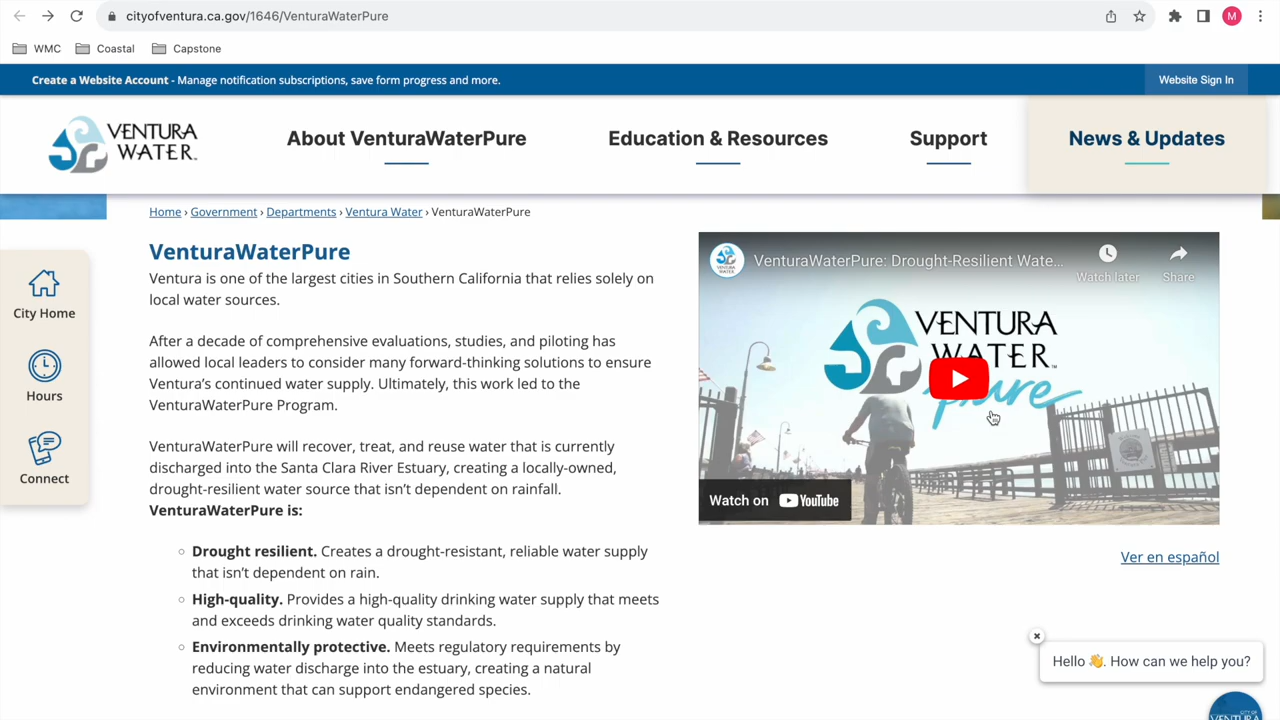 cityofventura.ca.gov/1646/VenturaWaterPure
M
WMC
Coastal
Capstone
Create a Website Account - Manage notification subscriptions, save form progress and more.
Website Sign In
VENTURA
WATER
About VenturaWaterPure
Education & Resources
Support
News & Updates
Home › Government › Departments › Ventura Water › VenturaWaterPure
VenturaWaterPure
Ventura is one of the largest cities in Southern California that relies solely on
local water sources.
After a decade of comprehensive evaluations, studies, and piloting has
allowed local leaders to consider many forward-thinking solutions to ensure
Ventura's continued water supply. Ultimately, this work led to the
VenturaWaterPure Program.
VenturaWaterPure will recover, treat, and reuse water that is currently
discharged into the Santa Clara River Estuary, creating a locally-owned,
drought-resilient water source that isn't dependent on rainfall.
VenturaWaterPure is:
Drought resilient. Creates a drought-resistant, reliable water supply
that isn't dependent on rain.
High-quality. Provides a high-quality drinking water supply that meets
and exceeds drinking water quality standards.
Environmentally protective. Meets regulatory requirements by
reducing water discharge into the estuary, creating a natural
environment that can support endangered species.
City Home
Hours
Connect
VenturaWaterPure: Drought-Resilient Wate...
Watch later
Share
VENTURA
WATER™
pure
Watch on YouTube
Ver en español
Hello 👋. How can we help you?
CITY OF
VENTURA